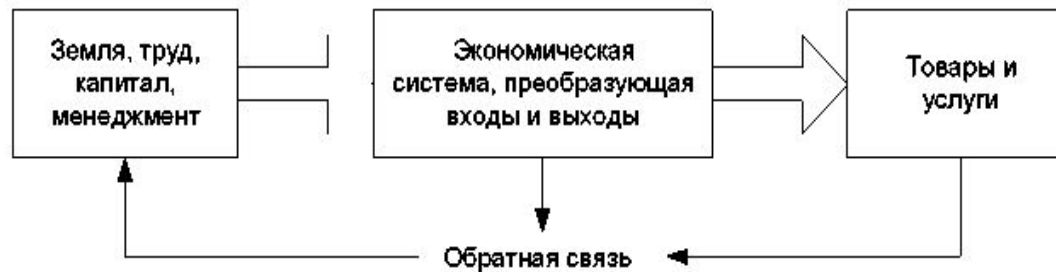 Земля, труд,
капитал,
менеджмент
Экономическая
система, преобразующая
входы и выходы
Товары и
услуги
Обратная связь